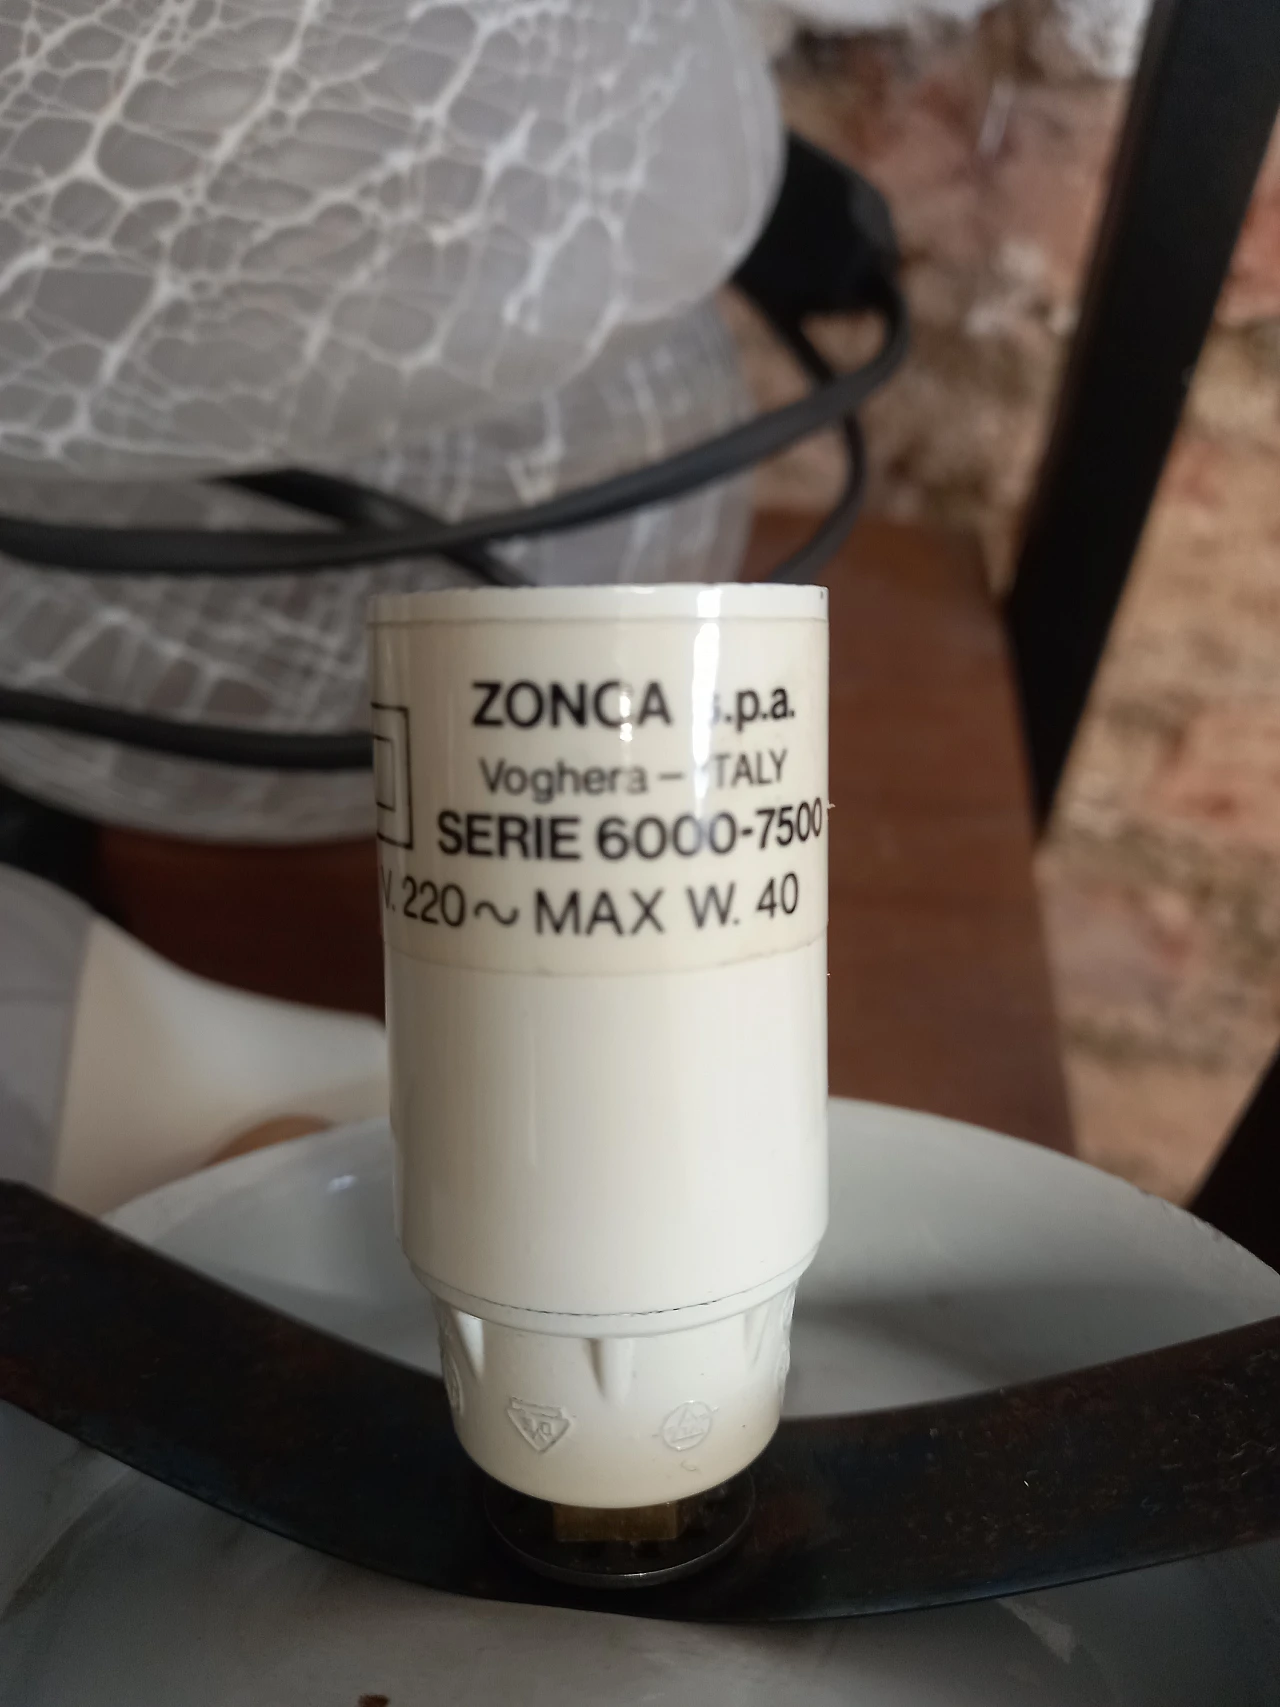 ZONCA s.p.a.
Voghera – ITALY
SERIE 6000-7500
V. 220~ MAX W. 40